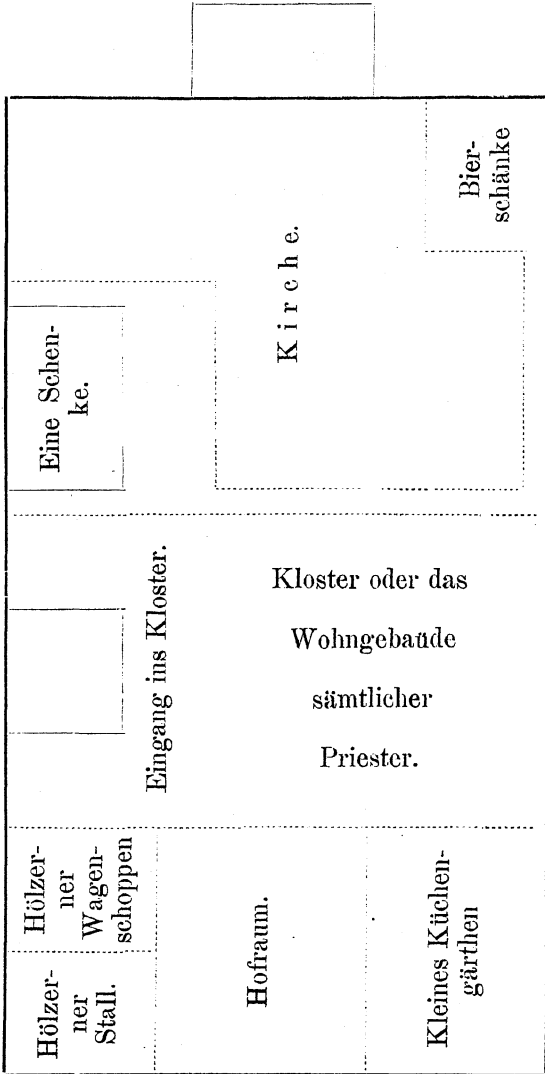 Bier-
schänke
Kirche.
Eine Schen-
ke.
Eingang ins Kloster.
Kloster oder das
Wohngebaüde
sämtlicher
Priester.
Hölzer-
ner
Wagen-
schoppen
Hölzer-
ner
Stall.
Hofraum.
Kleines Küchen-
gärthen